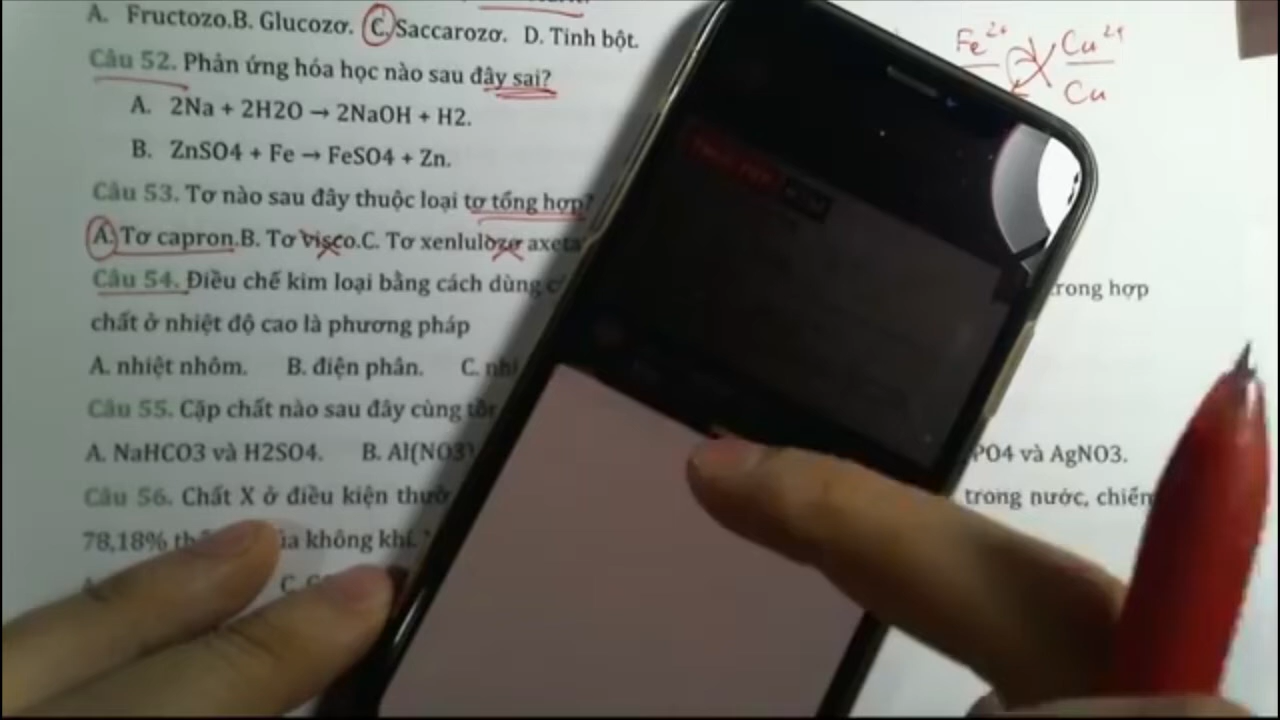 A. Fructozơ.B. Glucozơ. C. Saccarozơ. D. Tinh bột.
Fe2+ Cu2+
Cu
Câu 52. Phản ứng hóa học nào sau đây sai?
A. 2Na + 2H2O → 2NaOH + H2.
B. ZnSO4 + Fe → FeSO4 + Zn.
Câu 53. Tơ nào sau đây thuộc loại tơ tổng hợp?
A. Tơ capron.B. Tơ visco.C. Tơ xenlulozơ axeta
Câu 54. Điều chế kim loại bằng cách dùng trong hợp
chất ở nhiệt độ cao là phương pháp
A. nhiệt nhôm. B. điện phân. C.
Câu 55. Cặp chất nào sau đây cùng
A. NaHCO3 và H2SO4. B. Al(NO3) PO4 và AgNO3.
Câu 56. Chất X ở điều kiện thườ trong nước, chiếm
78,18% không khí.
C.